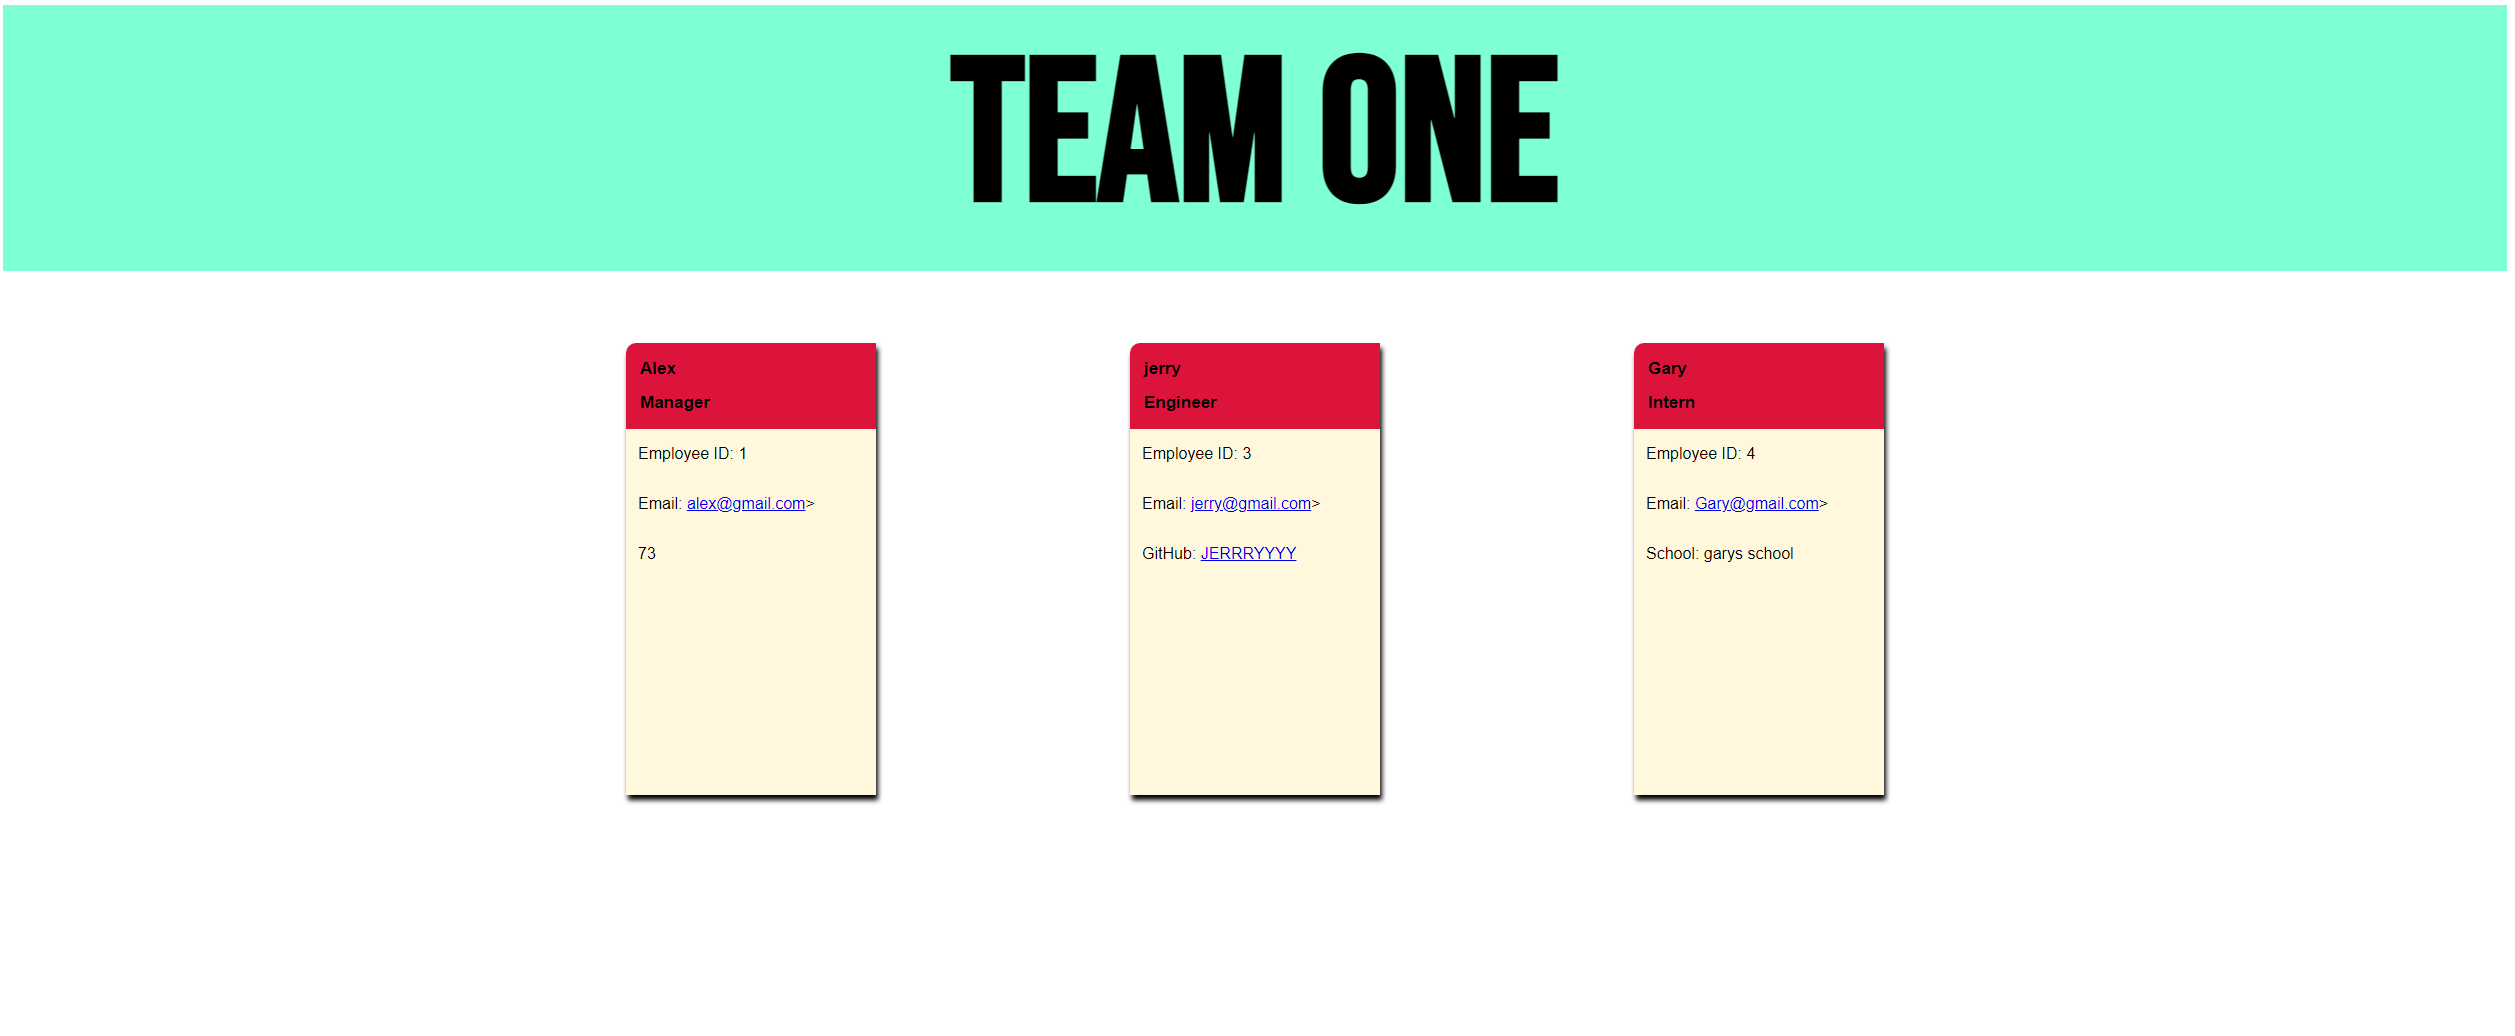 TEAM ONE
Alex
Manager
Employee ID: 1
Email: alex@gmail.com>
73
jerry
Engineer
Employee ID: 3
Email: jerry@gmail.com>
GitHub: JERRRYYYY
Gary
Intern
Employee ID: 4
Email: Gary@gmail.com>
School: garys school